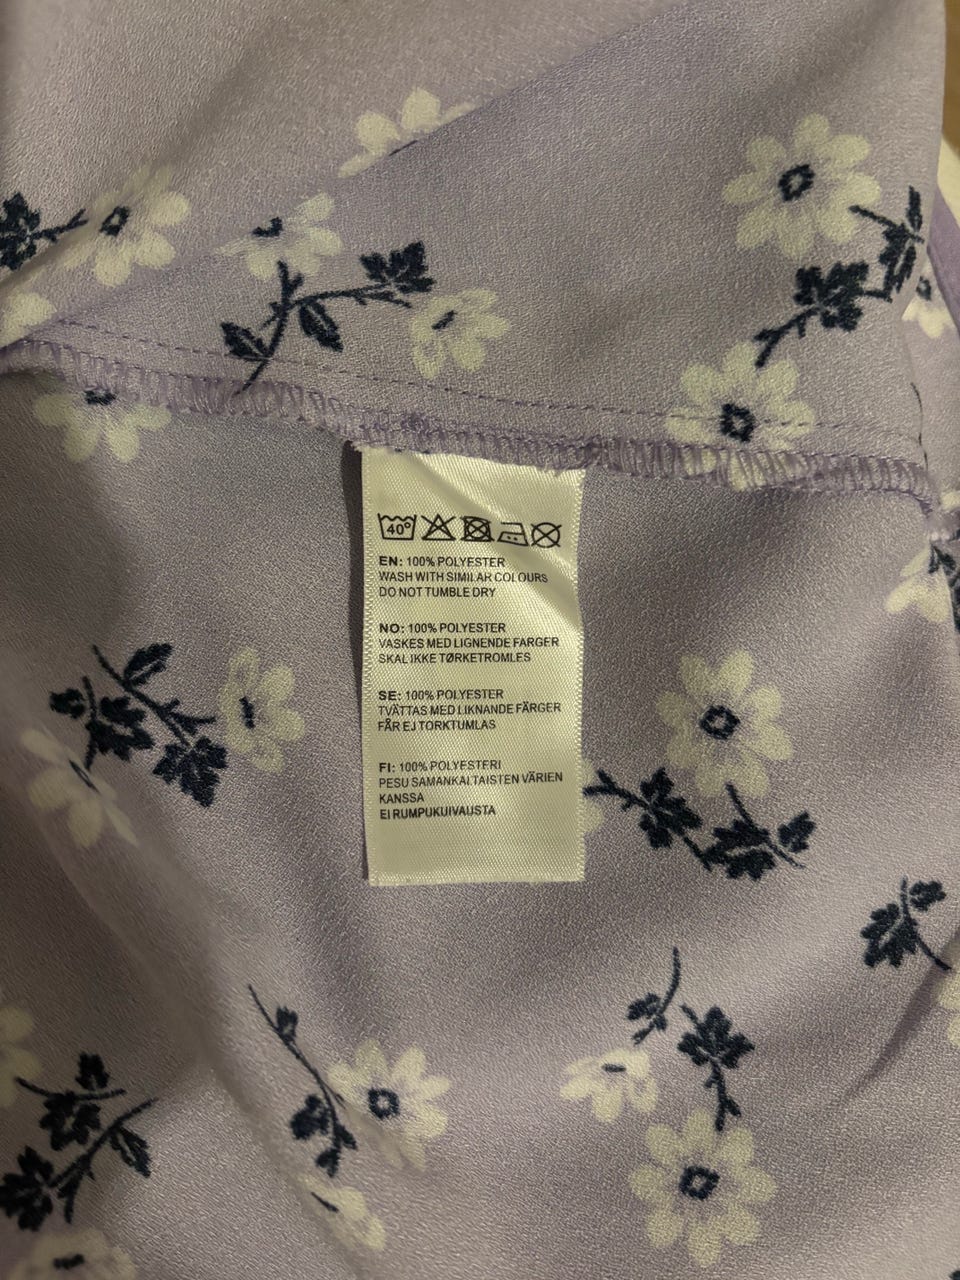 40°
EN: 100% POLYESTER
WASH WITH SIMILAR COLOURS
DO NOT TUMBLE DRY
NO: 100% POLYESTER
VASKES MED LIGNENDE FARGER
SKAL IKKE TØRKETROMLES
SE: 100% POLYESTER
TVÄTTAS MED LIKNANDE FÄRGER
FÅR EJ TORKTUMLAS
FI: 100% POLYESTERI
PESU SAMANKALTAISTEN VÄRIEN
KANSSA
EI RUMPUKUIVAUSTA